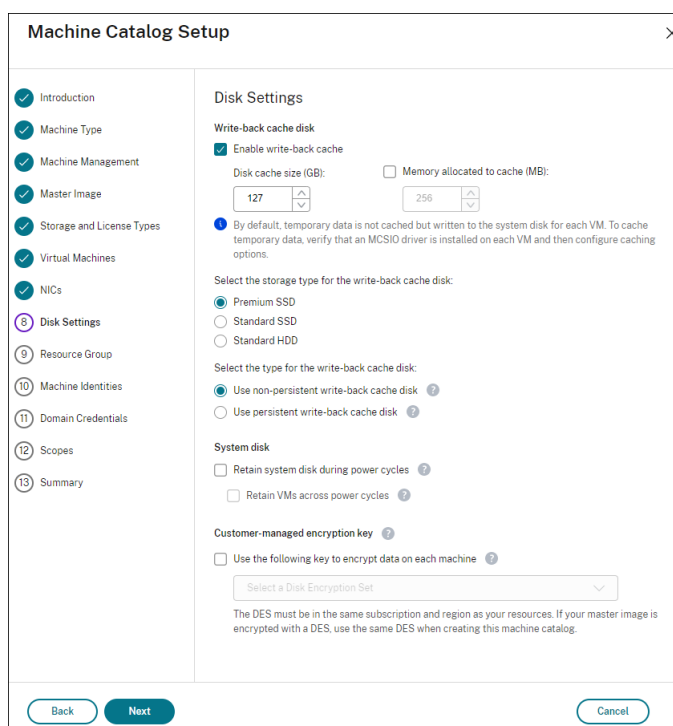 Machine Catalog Setup
Introduction
Machine Type
Machine Management
Master Image
Storage and License Types
Virtual Machines
NICs
8 Disk Settings
9 Resource Group
10 Machine Identities
11 Domain Credentials
12 Scopes
13 Summary
Disk Settings
Write-back cache disk
Enable write-back cache
Disk cache size (GB): Memory allocated to cache (MB):
127 256
By default, temporary data is not cached but written to the system disk for each VM. To cache
temporary data, verify that an MCSIO driver is installed on each VM and then configure caching
options.
Select the storage type for the write-back cache disk:
Premium SSD
Standard SSD
Standard HDD
Select the type for the write-back cache disk:
Use non-persistent write-back cache disk ?
Use persistent write-back cache disk ?
System disk
Retain system disk during power cycles ?
Retain VMs across power cycles ?
Customer-managed encryption key ?
Use the following key to encrypt data on each machine ?
Select a Disk Encryption Set
The DES must be in the same subscription and region as your resources. If your master image is
encrypted with a DES, use the same DES when creating this machine catalog.
Back Next Cancel